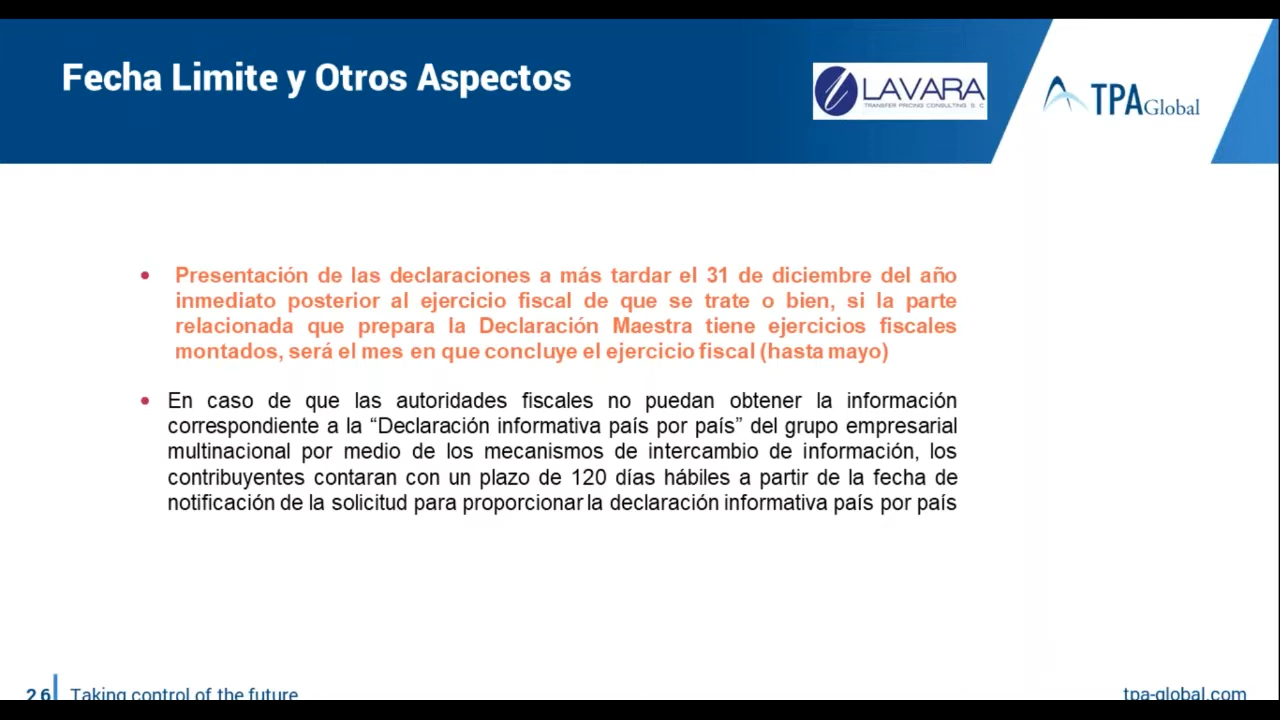 Fecha Limite y Otros Aspectos
LAVARA
TRANSFER PRICING CONSULTING S. C
TPA Global
• Presentación de las declaraciones a más tardar el 31 de diciembre del año
inmediato posterior al ejercicio fiscal de que se trate o bien, si la parte
relacionada que prepara la Declaración Maestra tiene ejercicios fiscales
montados, será el mes en que concluye el ejercicio fiscal (hasta mayo)
• En caso de que las autoridades fiscales no puedan obtener la información
correspondiente a la “Declaración informativa país por país” del grupo empresarial
multinacional por medio de los mecanismos de intercambio de información, los
contribuyentes contaran con un plazo de 120 días hábiles a partir de la fecha de
notificación de la solicitud para proporcionar la declaración informativa país por país
26 Taking control of the future
tpa-global.com